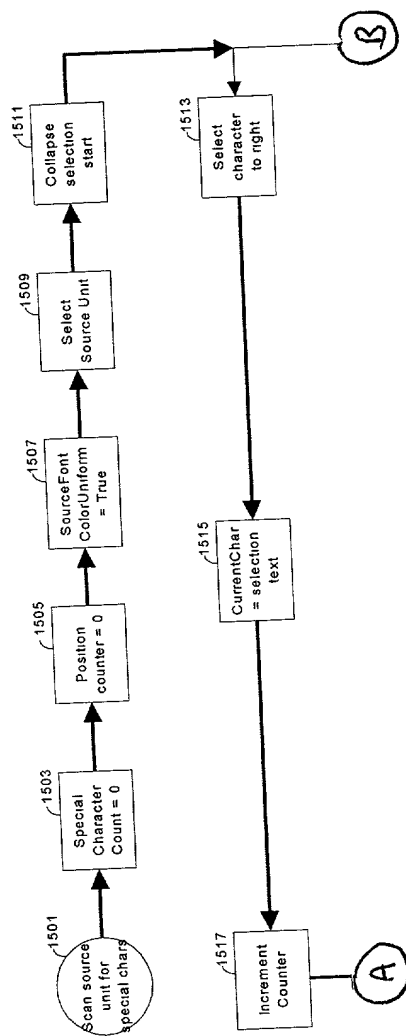 1501
Scan source
unit for
special chars
1503
Special
Character
Count = 0
1505
Position
counter = 0
1507
SourceFont
ColorUniform
= True
1509
Select
Source Unit
1511
Collapse
selection
start
B
1513
Select
character
to right
1515
CurrentChar
= selection
text
1517
Increment
Counter
A